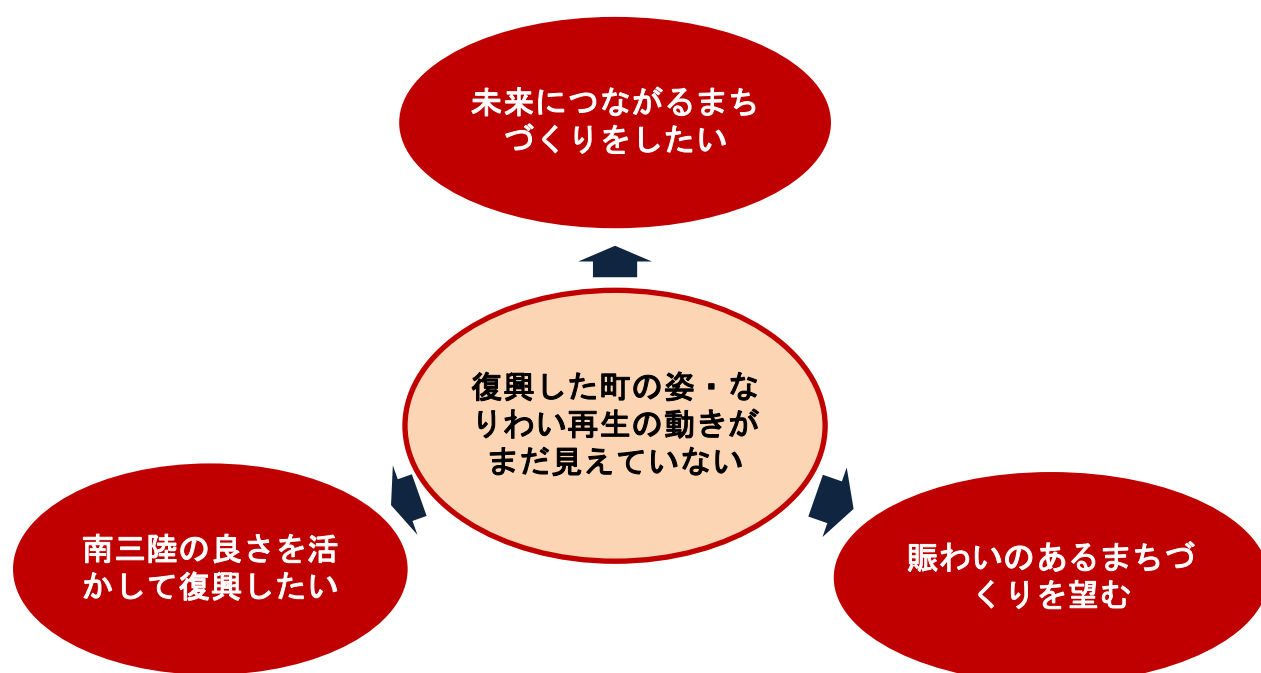 未来につながるまち
づくりをしたい
復興した町の姿・な
りわい再生の動きが
まだ見えていない
南三陸の良さを活
かして復興したい
賑わいのあるまちづ
くりを望む